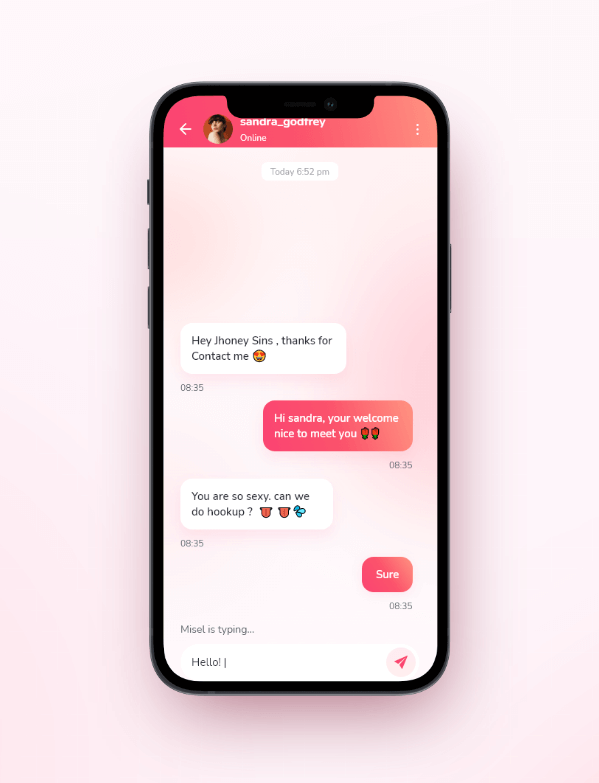 sandra_godfrey
Online
Today 6:52 pm
Hey Jhoney Sins , thanks for
Contact me 🤩
08:35
Hi sandra, your welcome
nice to meet you 🌹🌹
08:35
You are so sexy. can we
do hookup ? 👅 👅 💦
08:35
Sure
08:35
Misel is typing...
Hello! |